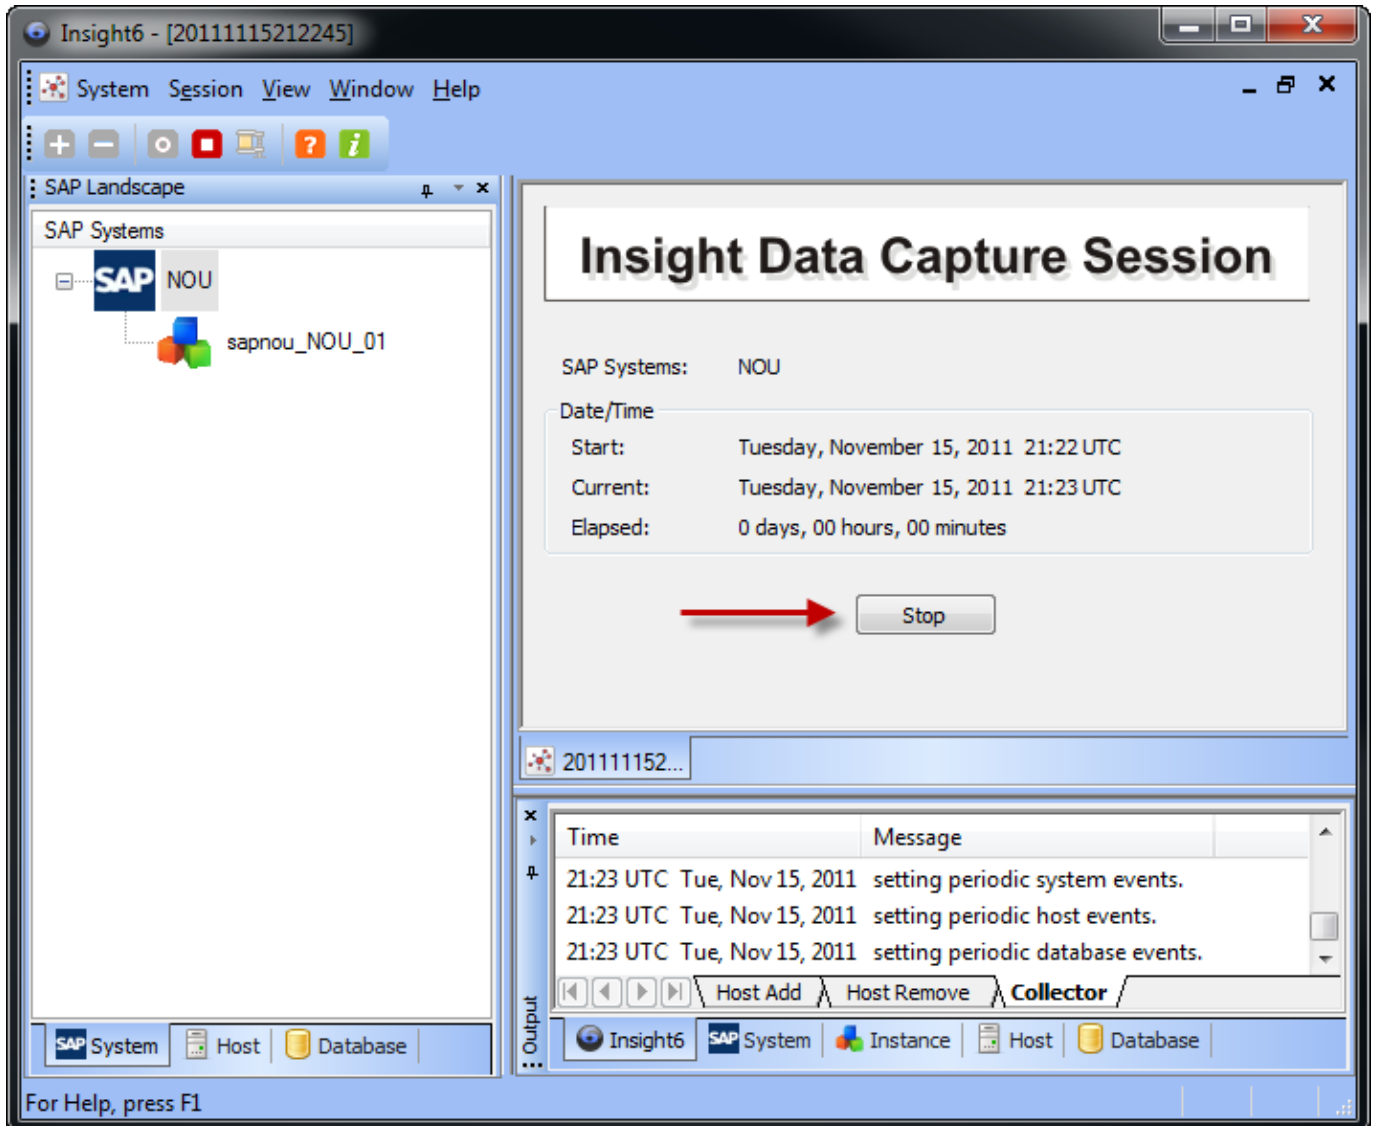 Insight6 - [20111115212245]
System Session View Window Help
SAP Landscape
SAP Systems
SAP NOU
sapnou_NOU_01
Insight Data Capture Session
SAP Systems: NOU
Date/Time
Start: Tuesday, November 15, 2011 21:22 UTC
Current: Tuesday, November 15, 2011 21:23 UTC
Elapsed: 0 days, 00 hours, 00 minutes
Stop
201111152...
Time Message
21:23 UTC Tue, Nov 15, 2011 setting periodic system events.
21:23 UTC Tue, Nov 15, 2011 setting periodic host events.
21:23 UTC Tue, Nov 15, 2011 setting periodic database events.
Host Add Host Remove Collector
Output
Insight6 SAP System Instance Host Database
SAP System Host Database
For Help, press F1